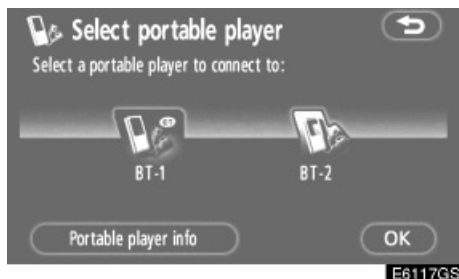 Select portable player
Select a portable player to connect to:
BT-1 BT-2
Portable player info OK
E6117GS